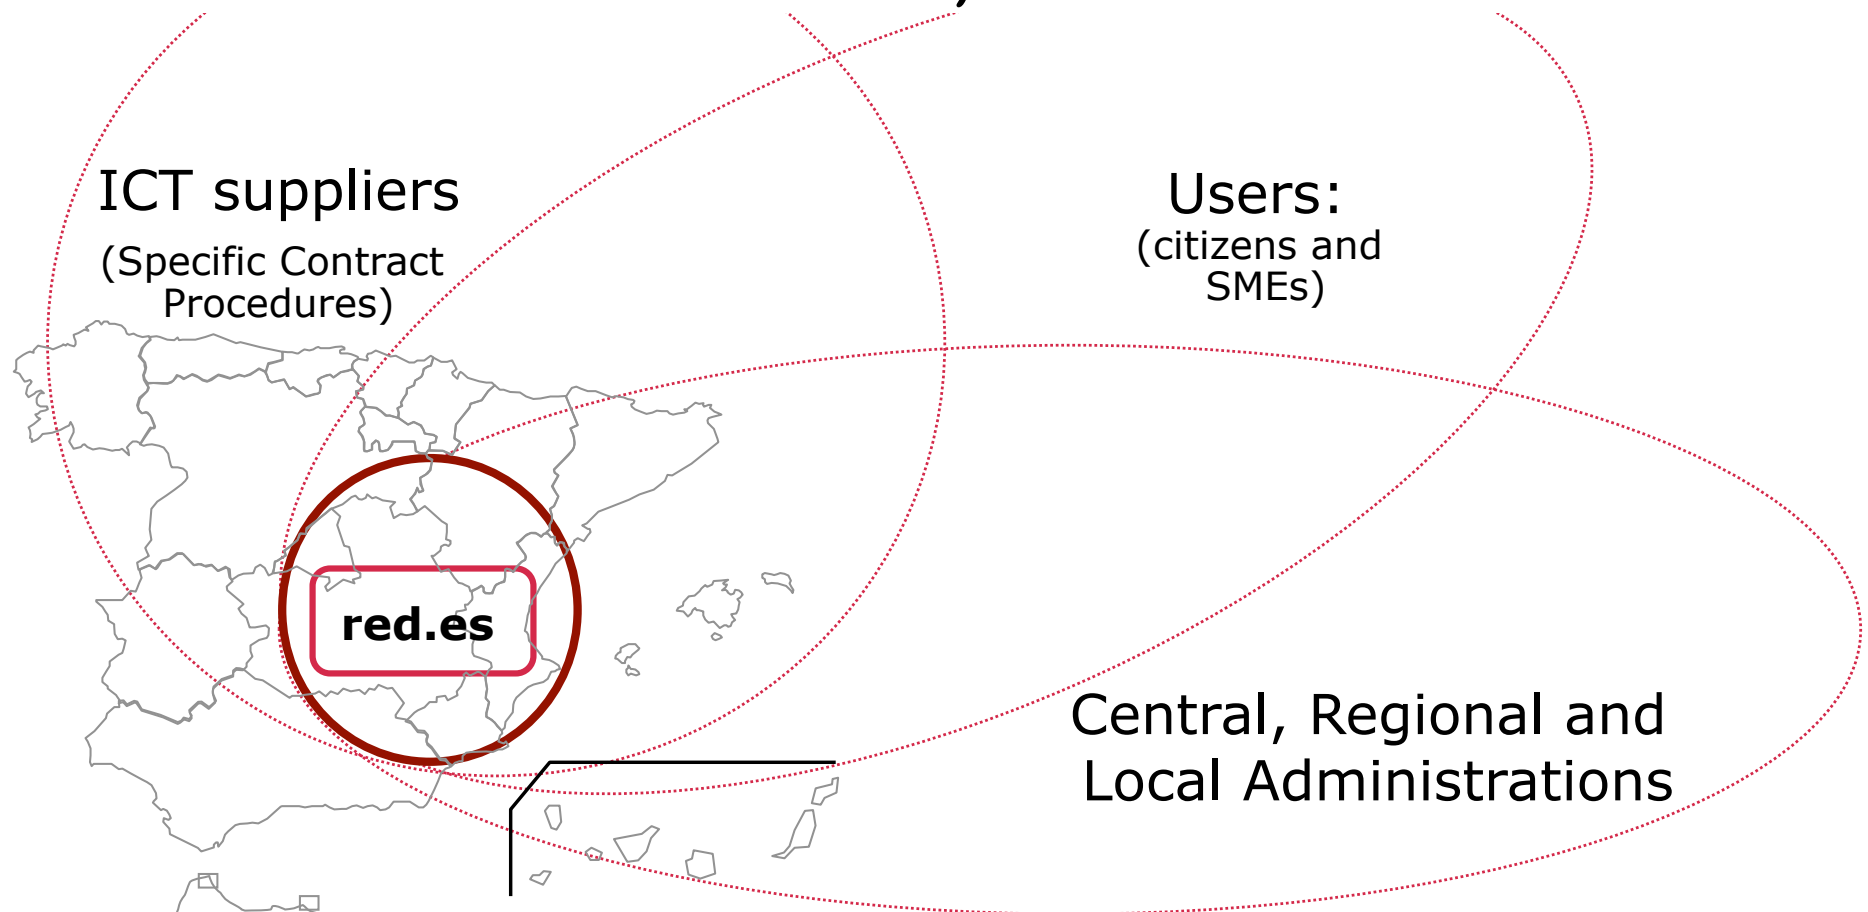 ICT suppliers
(Specific Contract
Procedures)
Users:
(citizens and
SMEs)
red.es
Central, Regional and
Local Administrations